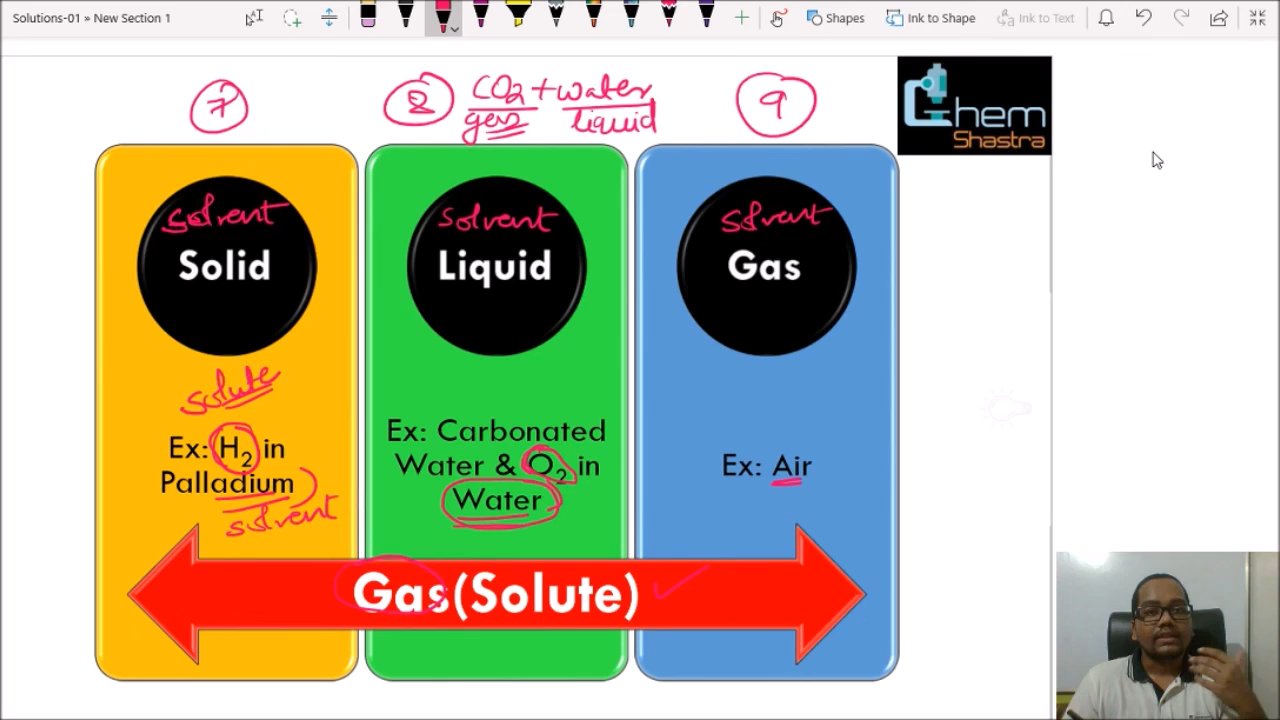 Solutions-01 » New Section 1
Shapes
Ink to Shape
Ink to Text
7
8
CO2 + water
gas liquid
9
Chem
Shastra
solvent
Solid
solvent
Liquid
solvent
Gas
solute
Ex: H2 in
Palladium
solvent
Ex: Carbonated
Water & O2 in
Water
Ex: Air
Gas(Solute)